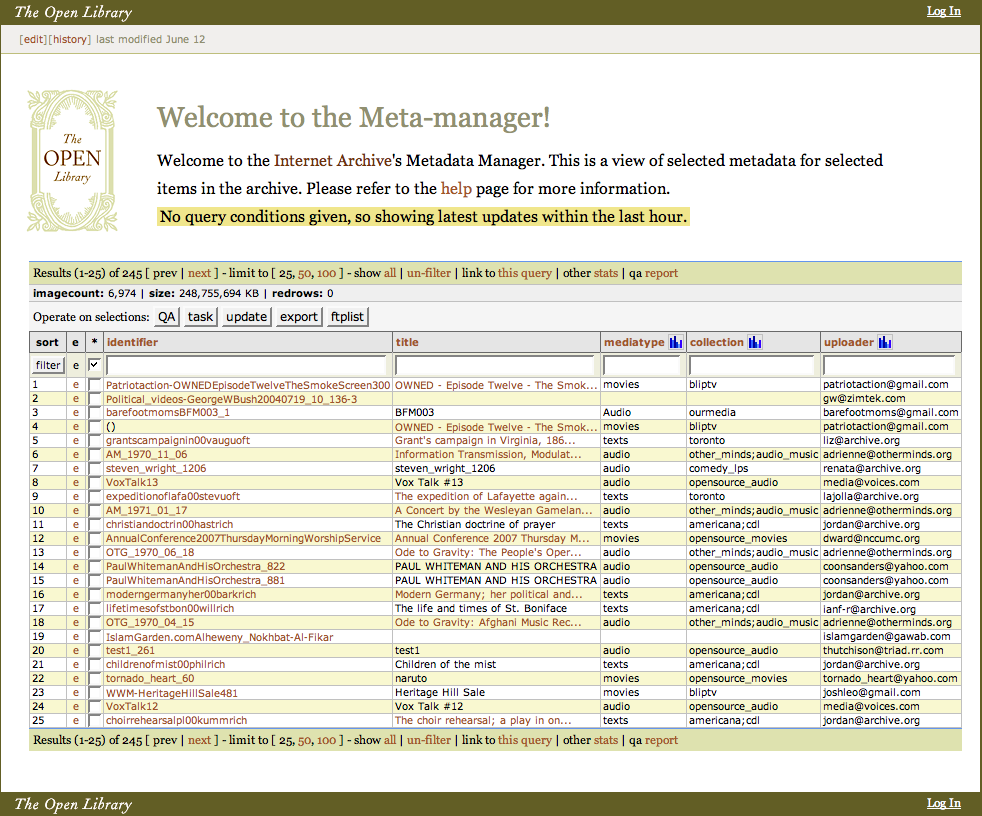 The Open Library Log In
[edit][history] last modified June 12
The
OPEN
Library
Welcome to the Meta-manager!
Welcome to the Internet Archive's Metadata Manager. This is a view of selected metadata for selected
items in the archive. Please refer to the help page for more information.
No query conditions given, so showing latest updates within the last hour.
Results (1-25) of 245 [ prev | next ] - limit to [ 25, 50, 100 ] - show all | un-filter | link to this query | other stats | qa report
imagecount: 6,974 | size: 248,755,694 KB | redrows: 0
Operate on selections: QA task update export ftplist
sort e * identifier title mediatype collection uploader
filter e
1 e Patriotaction-OWNEDEpisodeTwelveTheSmokeScreen300 OWNED - Episode Twelve - The Smok... movies bliptv patriotaction@gmail.com
2 e Political_videos-GeorgeWBush20040719_10_136-3 gw@zimtek.com
3 e barefootmomsBFM003_1 BFM003 Audio ourmedia barefootmoms@gmail.com
4 e () OWNED - Episode Twelve - The Smok... movies bliptv patriotaction@gmail.com
5 e grantscampaignin00vauguoft Grant's campaign in Virginia, 186... texts toronto liz@archive.org
6 e AM_1970_11_06 Information Transmission, Modulat... audio other_minds;audio_music adrienne@otherminds.org
7 e steven_wright_1206 steven_wright_1206 audio comedy_lps renata@archive.org
8 e VoxTalk13 Vox Talk #13 audio opensource_audio media@voices.com
9 e expeditionoflafa00stevuoft The expedition of Lafayette again... texts toronto lajolla@archive.org
10 e AM_1971_01_17 A Concert by the Wesleyan Gamelan... audio other_minds;audio_music adrienne@otherminds.org
11 e christiandoctrin00hastrich The Christian doctrine of prayer texts americana;cdl jordan@archive.org
12 e AnnualConference2007ThursdayMorningWorshipService Annual Conference 2007 Thursday M... movies opensource_movies dward@nccumc.org
13 e OTG_1970_06_18 Ode to Gravity: The People's Oper... audio other_minds;audio_music adrienne@otherminds.org
14 e PaulWhitemanAndHisOrchestra_822 PAUL WHITEMAN AND HIS ORCHESTRA audio opensource_audio coonsanders@yahoo.com
15 e PaulWhitemanAndHisOrchestra_881 PAUL WHITEMAN AND HIS ORCHESTRA audio opensource_audio coonsanders@yahoo.com
16 e moderngermanyher00barkrich Modern Germany; her political and... texts americana;cdl jordan@archive.org
17 e lifetimesofstbon00willrich The life and times of St. Boniface texts americana;cdl ianf-r@archive.org
18 e OTG_1970_04_15 Ode to Gravity: Afghani Music Rec... audio other_minds;audio_music adrienne@otherminds.org
19 e IslamGarden.comAlheweny_Nokhbat-Al-Fikar islamgarden@gawab.com
20 e test1_261 test1 audio opensource_audio thutchison@triad.rr.com
21 e childrenofmist00philrich Children of the mist texts americana;cdl jordan@archive.org
22 e tornado_heart_60 naruto movies opensource_movies tornado_heart@yahoo.com
23 e WWM-HeritageHillSale481 Heritage Hill Sale movies bliptv joshleo@gmail.com
24 e VoxTalk12 Vox Talk #12 audio opensource_audio media@voices.com
25 e choirrehearsalpl00kummrich The choir rehearsal; a play in on... texts americana;cdl jordan@archive.org
Results (1-25) of 245 [ prev | next ] - limit to [ 25, 50, 100 ] - show all | un-filter | link to this query | other stats | qa report
The Open Library Log In